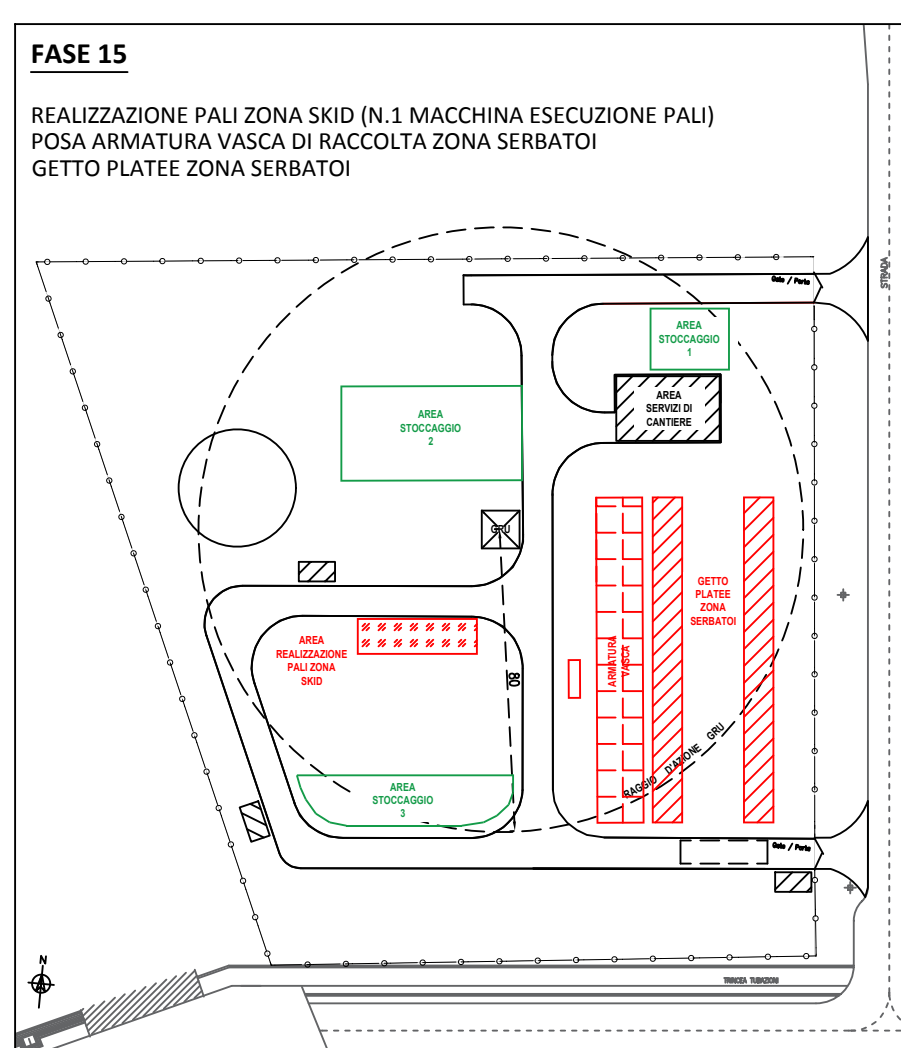 FASE 15
REALIZZAZIONE PALI ZONA SKID (N.1 MACCHINA ESECUZIONE PALI)
POSA ARMATURA VASCA DI RACCOLTA ZONA SERBATOI
GETTO PLATEE ZONA SERBATOI
STRADA
Gate / Porte
AREA
STOCCAGGIO
1
AREA
SERVIZI DI
CANTIERE
AREA
STOCCAGGIO
2
GRU
GETTO
PLATEE
ZONA
SERBATOI
AREA
REALIZZAZIONE
PALI ZONA
SKID
ARMATURA
VASCA
80
RAGGIO D'AZIONE GRU
AREA
STOCCAGGIO
3
Gate / Porte
N
TRINCEA TUBAZIONI